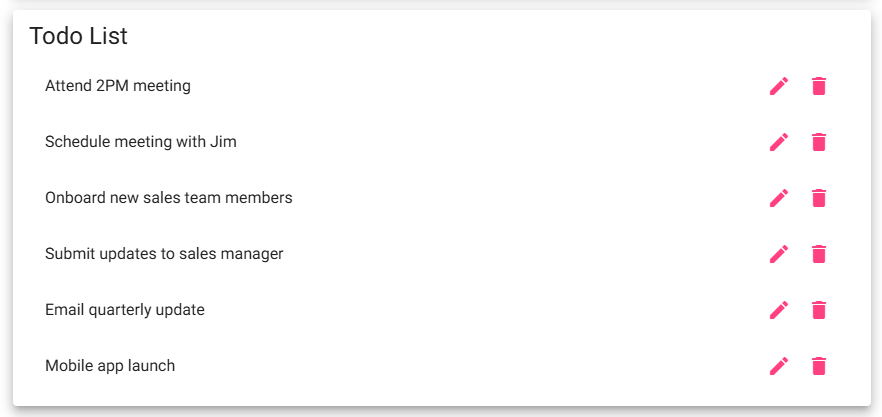 Todo List
Attend 2PM meeting
Schedule meeting with Jim
Onboard new sales team members
Submit updates to sales manager
Email quarterly update
Mobile app launch